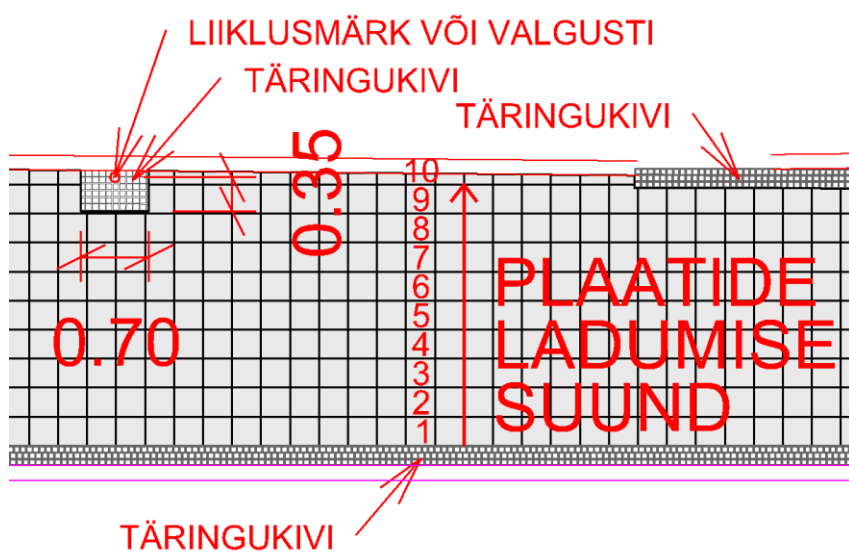 LIIKLUSMÄRK VÕI VALGUSTI
TÄRINGUKIVI
TÄRINGUKIVI
0.35
10
9
8
7
6
5
4
3
2
1
PLAATIDE
LADUMISE
SUUND
0.70
TÄRINGUKIVI